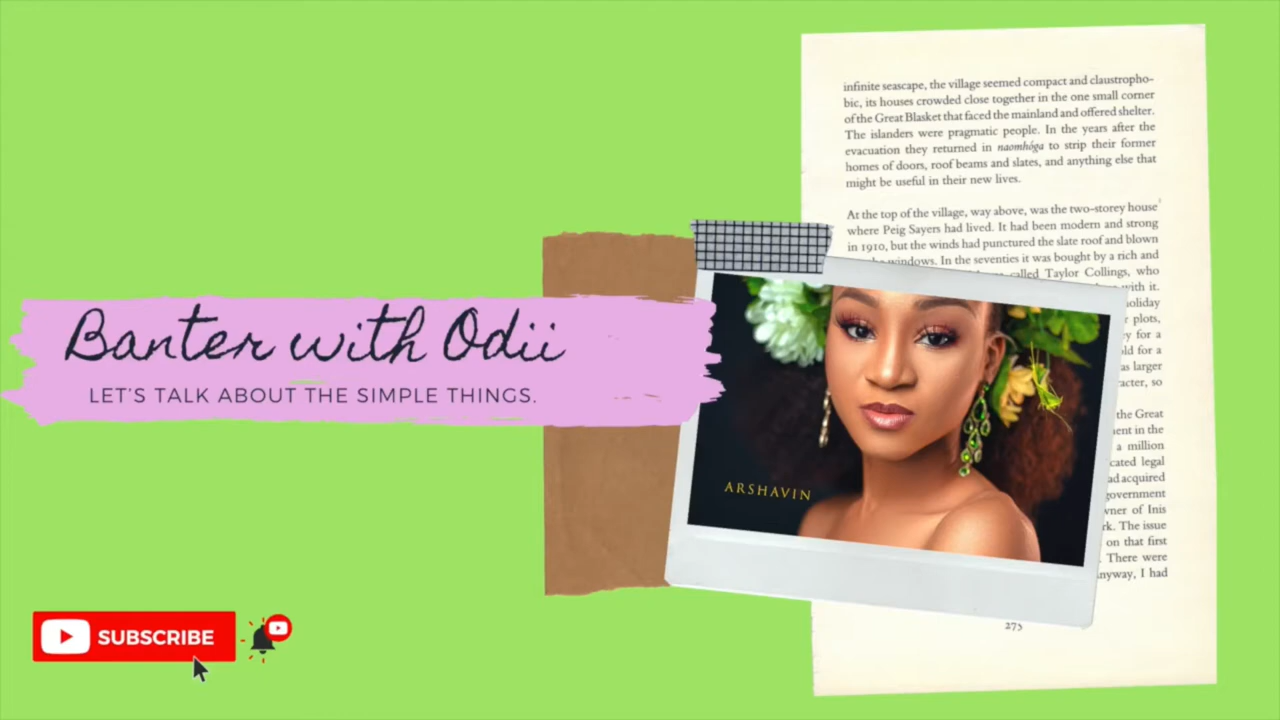 Banter with Odii
LET'S TALK ABOUT THE SIMPLE THINGS.
SUBSCRIBE
ARSHAVIN
infinite seascape, the village seemed compact and claustropho-
bic, its houses crowded close together in the one small corner
of the Great Blasket that faced the mainland and offered shelter.
The islanders were pragmatic people. In the years after the
evacuation they returned in naomhóga to strip their former
homes of doors, roof beams and slates, and anything else that
might be useful in their new lives.
At the top of the village, way above, was the two-storey house
where Peig Sayers had lived. It had been modern and strong
in 1910, but the winds had punctured the slate roof and blown
windows. In the seventies it was bought by a rich and
called Taylor Collings, who
with it.
holiday
plots,
for a
for a
as larger
so
the Great
in the
a million
legal
acquired
government
of Inis
The issue
on that first
There were
Anyway, I had
273